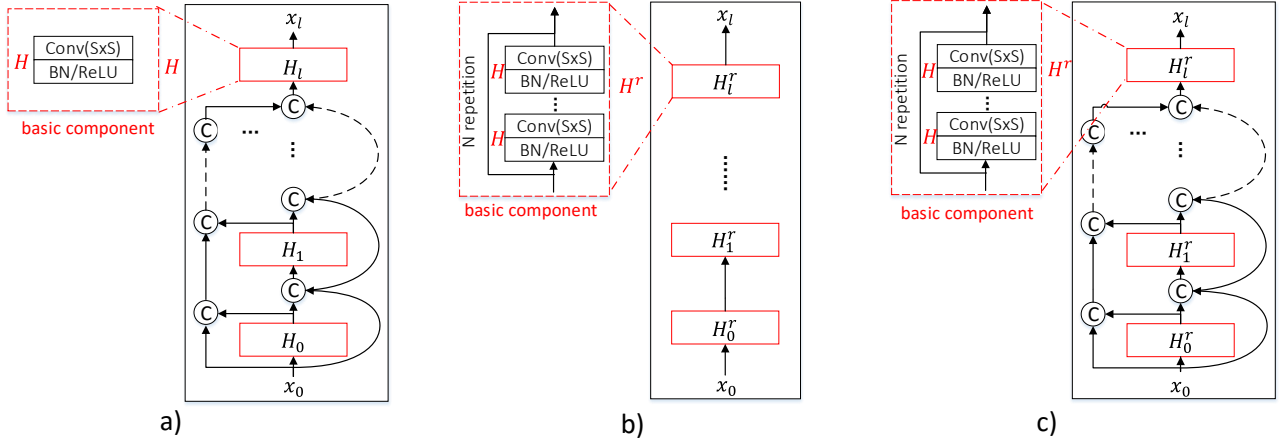 x_l
H
Conv(SxS)
BN/ReLU
H
H_l
basic component
C
C
...
...
C
C
H_1
C
C
H_0
x_0
a)
N repetition
H
Conv(SxS)
BN/ReLU
...
H
Conv(SxS)
BN/ReLU
H^r
basic component
x_l
H_l^r
......
H_1^r
H_0^r
x_0
b)
N repetition
H
Conv(SxS)
BN/ReLU
...
H
Conv(SxS)
BN/ReLU
H^r
basic component
x_l
H_l^r
C
C
...
...
C
C
H_1^r
C
C
H_0^r
x_0
c)